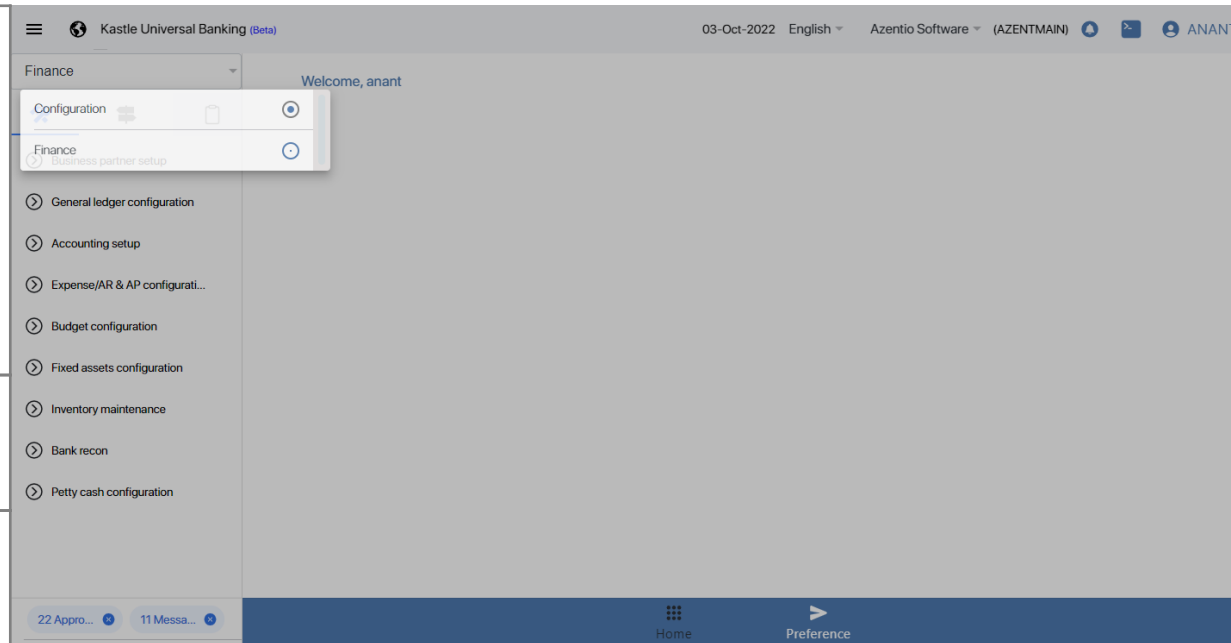 Kastle Universal Banking (Beta)
03-Oct-2022 English Azentio Software (AZENTMAIN) ANANT
Finance
Welcome, anant
Configuration
Finance
Business partner setup
General ledger configuration
Accounting setup
Expense/AR & AP configurati...
Budget configuration
Fixed assets configuration
Inventory maintenance
Bank recon
Petty cash configuration
22 Appro... 11 Messa...
Home Preference